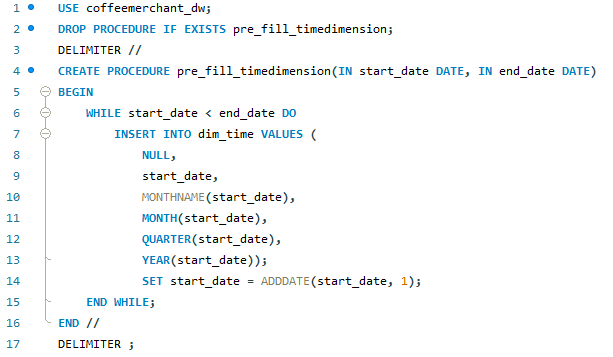 1 USE coffeemerchant_dw;
2 DROP PROCEDURE IF EXISTS pre_fill_timedimension;
3 DELIMITER //
4 CREATE PROCEDURE pre_fill_timedimension(IN start_date DATE, IN end_date DATE)
5 BEGIN
6 WHILE start_date < end_date DO
7 INSERT INTO dim_time VALUES (
8 NULL,
9 start_date,
10 MONTHNAME(start_date),
11 MONTH(start_date),
12 QUARTER(start_date),
13 YEAR(start_date));
14 SET start_date = ADDDATE(start_date, 1);
15 END WHILE;
16 END //
17 DELIMITER ;